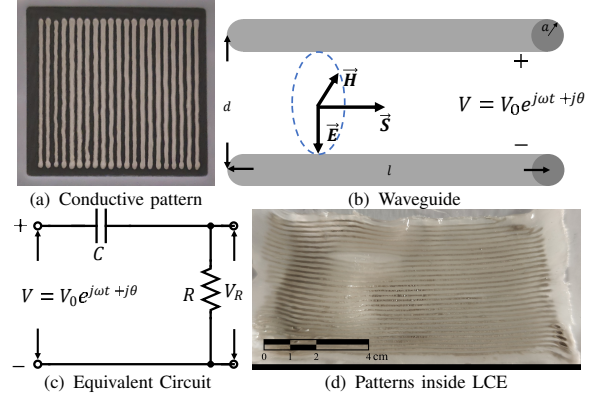 a
d
+
H⃗
E⃗
S⃗
V = V₀e^{jωt +jθ}
−
l
(a) Conductive pattern
(b) Waveguide
+
C
V = V₀e^{jωt +jθ}
R
V_R
−
0 1 2 4 cm
(c) Equivalent Circuit
(d) Patterns inside LCE